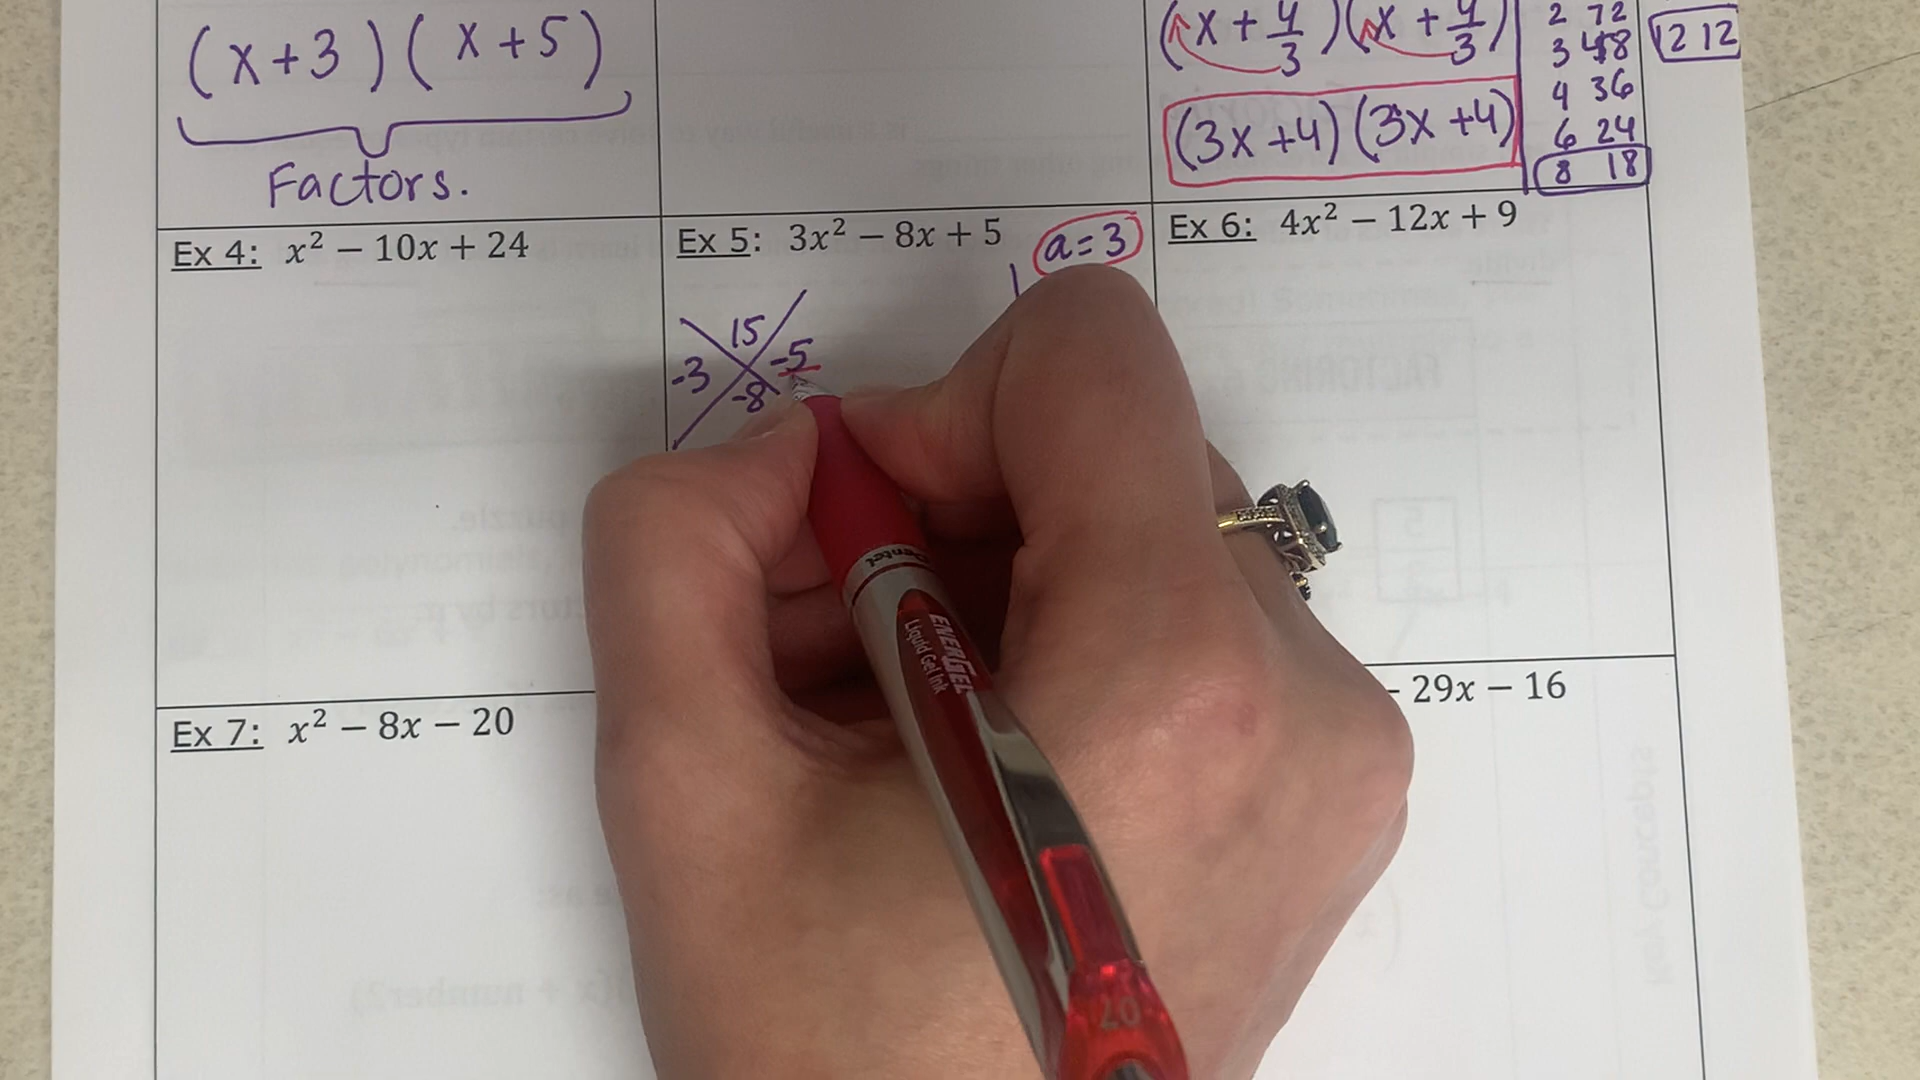 (x+3)(x+5)
Factors.
(x + 4/3)(x + 4/3)
(3x+4)(3x+4)
2 72
3 48
4 36
6 24
8 18
12 12
Ex 4: x² − 10x + 24
Ex 5: 3x² − 8x + 5
a=3
15
-3 -5
-8
Ex 6: 4x² − 12x + 9
Ex 7: x² − 8x − 20
- 29x − 16
Pentel
ENERGEL
Liquid Gel Ink
07